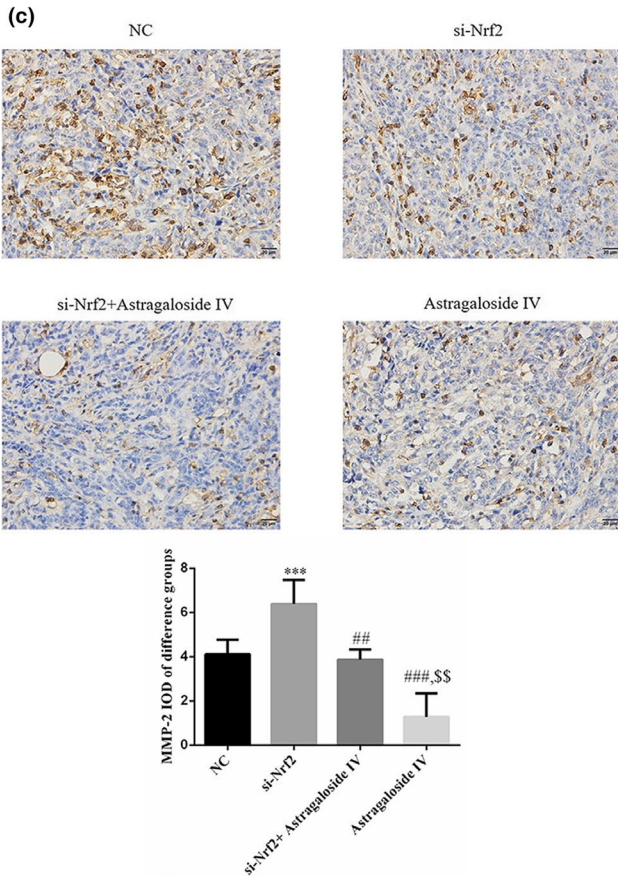 (c)
NC
si-Nrf2
20 µm
20 µm
si-Nrf2+Astragaloside IV
Astragaloside IV
20 µm
20 µm
MMP-2 IOD of difference groups
8
6
4
2
0
***
##
###,$$
NC
si-Nrf2
si-Nrf2+ Astragaloside IV
Astragaloside IV